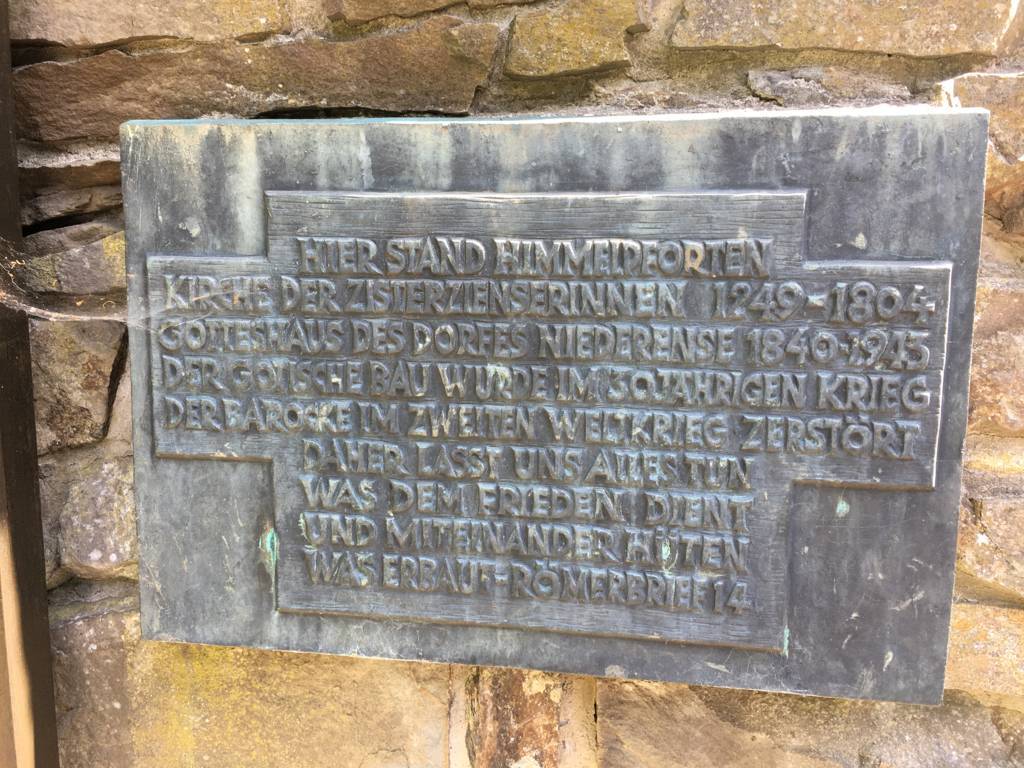 HIER STAND HIMMELPFORTEN
KIRCHE DER ZISTERZIENSERINNEN 1249-1804
GOTTESHAUS DES DORFES NIEDERENSE 1840-1943
DER GOTISCHE BAU WURDE IM 30JÄHRIGEN KRIEG
DER BAROCKE IM ZWEITEN WELTKRIEG ZERSTÖRT
DAHER LASST UNS ALLES TUN
WAS DEM FRIEDEN DIENT
UND MITEINANDER HÜTEN
WAS ERBAUT-RÖMERBRIEF 14